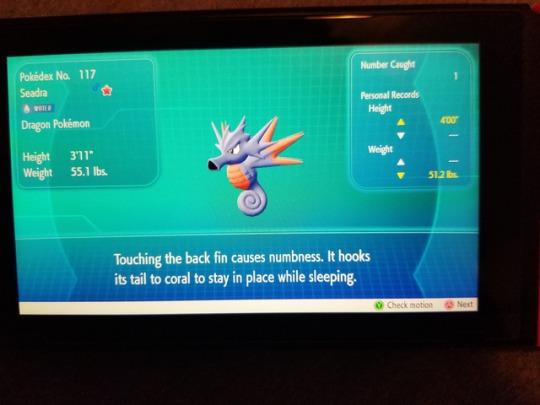 Pokédex No. 117
Seadra
WATER
Dragon Pokémon
Height 3'11"
Weight 55.1 lbs.
Number Caught
1
Personal Records
Height
4'00"
---
Weight
---
51.2 lbs.
Touching the back fin causes numbness. It hooks
its tail to coral to stay in place while sleeping.
Y Check motion A Next